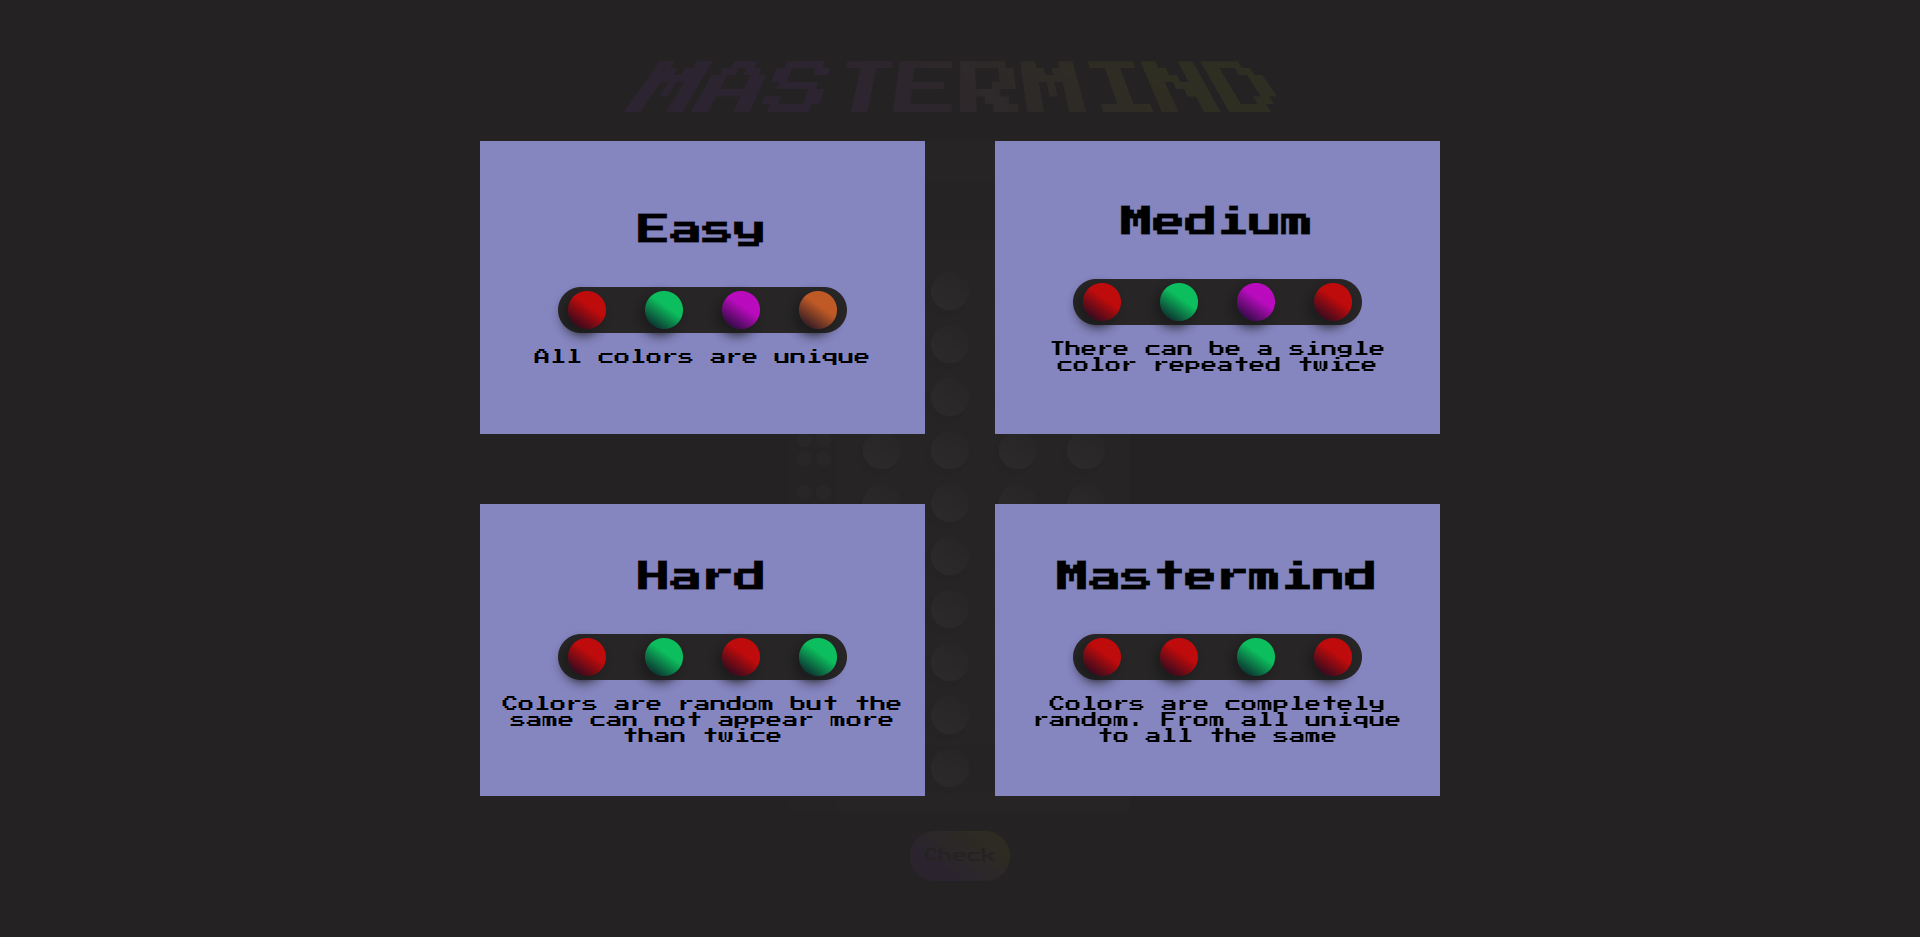 MASTERMIND
Easy
All colors are unique
Medium
There can be a single
color repeated twice
Hard
Colors are random but the
same can not appear more
than twice
Mastermind
Colors are completely
random. From all unique
to all the same
Check